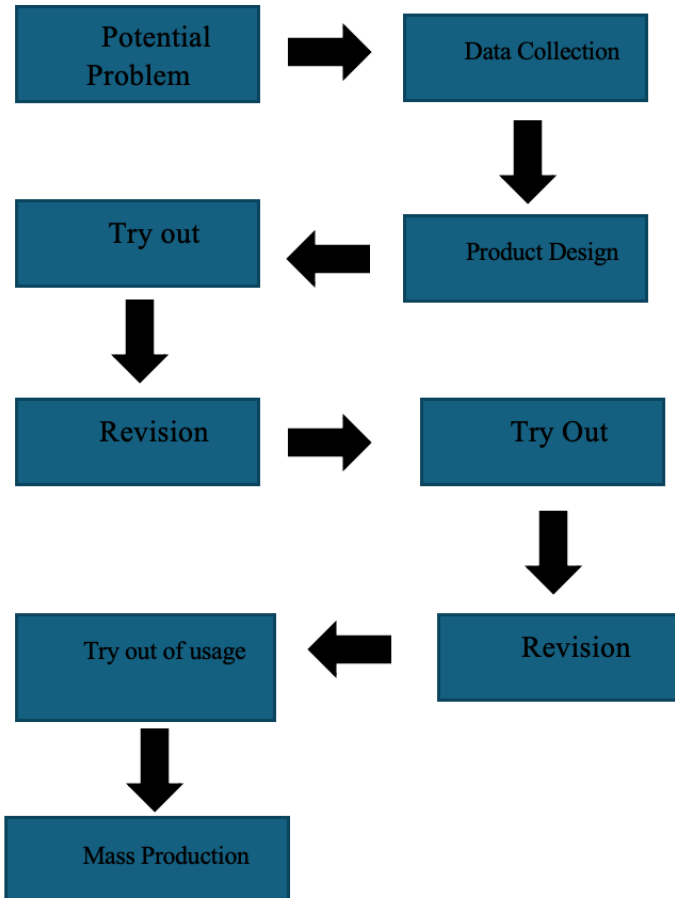 Potential
Problem
Data Collection
Product Design
Try out
Revision
Try Out
Revision
Try out of usage
Mass Production